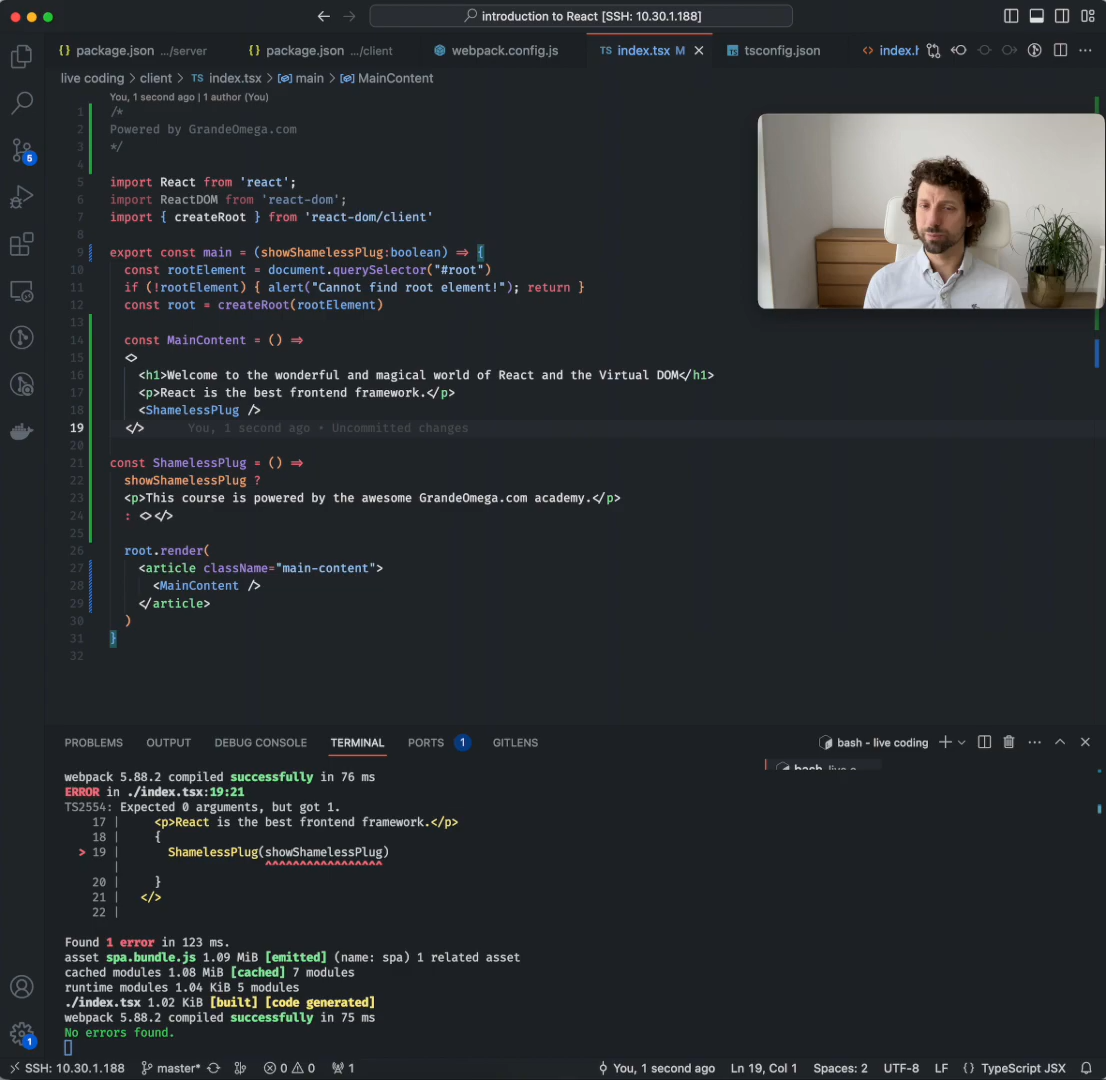 introduction to React [SSH: 10.30.1.188]
{} package.json .../server
{} package.json .../client
webpack.config.js
TS index.tsx M
TS tsconfig.json
<> index.h
live coding > client > TS index.tsx > main > MainContent
You, 1 second ago | 1 author (You)
1 /*
2 Powered by GrandeOmega.com
3 */
4
5 import React from 'react';
6 import ReactDOM from 'react-dom';
7 import { createRoot } from 'react-dom/client'
8
9 export const main = (showShamelessPlug:boolean) => {
10 const rootElement = document.querySelector("#root")
11 if (!rootElement) { alert("Cannot find root element!"); return }
12 const root = createRoot(rootElement)
13
14 const MainContent = () =>
15 <>
16 <h1>Welcome to the wonderful and magical world of React and the Virtual DOM</h1>
17 <p>React is the best frontend framework.</p>
18 <ShamelessPlug />
19 </> You, 1 second ago • Uncommitted changes
20
21 const ShamelessPlug = () =>
22 showShamelessPlug ?
23 <p>This course is powered by the awesome GrandeOmega.com academy.</p>
24 : <></>
25
26 root.render(
27 <article className="main-content">
28 <MainContent />
29 </article>
30 )
31 }
32
5
PROBLEMS OUTPUT DEBUG CONSOLE TERMINAL PORTS 1 GITLENS
bash - live coding
webpack 5.88.2 compiled successfully in 76 ms
ERROR in ./index.tsx:19:21
TS2554: Expected 0 arguments, but got 1.
17 | <p>React is the best frontend framework.</p>
18 | {
> 19 | ShamelessPlug(showShamelessPlug)
| ^^^^^^^^^^^^^^^^^
20 | }
21 | </>
22 |
Found 1 error in 123 ms.
asset spa.bundle.js 1.09 MiB [emitted] (name: spa) 1 related asset
cached modules 1.08 MiB [cached] 7 modules
runtime modules 1.04 KiB 5 modules
./index.tsx 1.02 KiB [built] [code generated]
webpack 5.88.2 compiled successfully in 75 ms
No errors found.
1
SSH: 10.30.1.188 master* 0 0 1 You, 1 second ago Ln 19, Col 1 Spaces: 2 UTF-8 LF {} TypeScript JSX